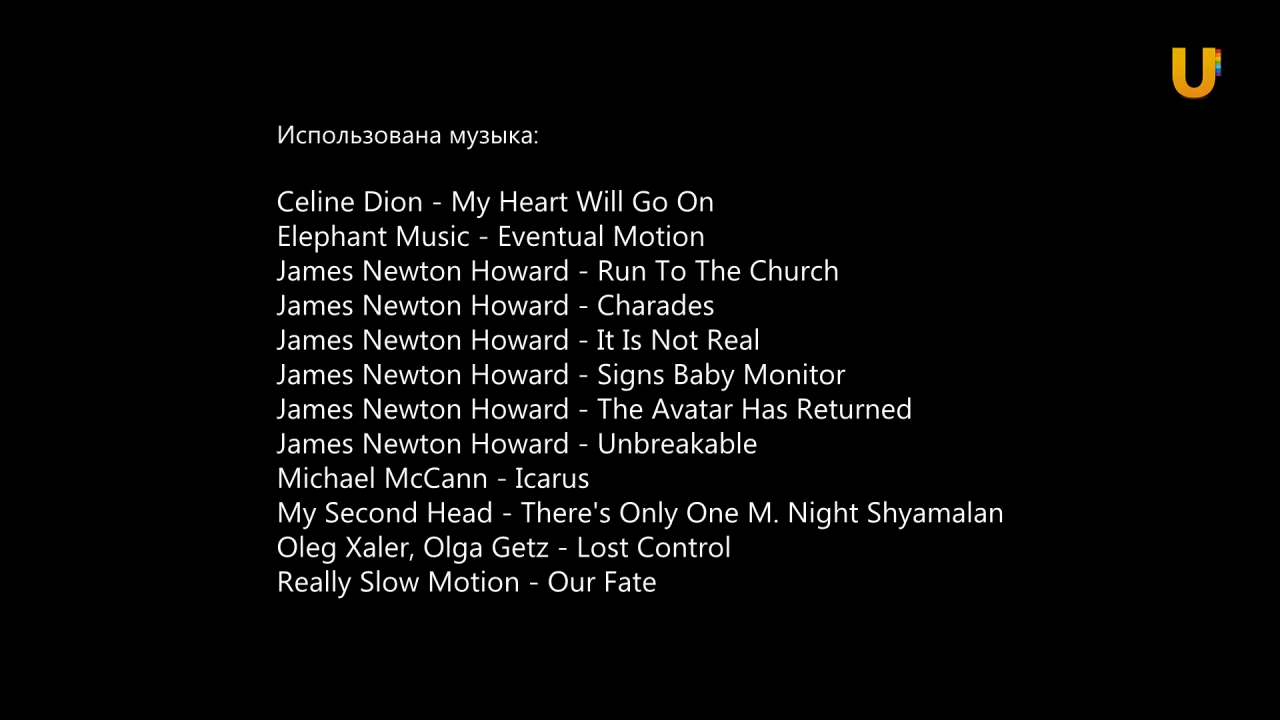 U
Использована музыка:
Celine Dion - My Heart Will Go On
Elephant Music - Eventual Motion
James Newton Howard - Run To The Church
James Newton Howard - Charades
James Newton Howard - It Is Not Real
James Newton Howard - Signs Baby Monitor
James Newton Howard - The Avatar Has Returned
James Newton Howard - Unbreakable
Michael McCann - Icarus
My Second Head - There's Only One M. Night Shyamalan
Oleg Xaler, Olga Getz - Lost Control
Really Slow Motion - Our Fate